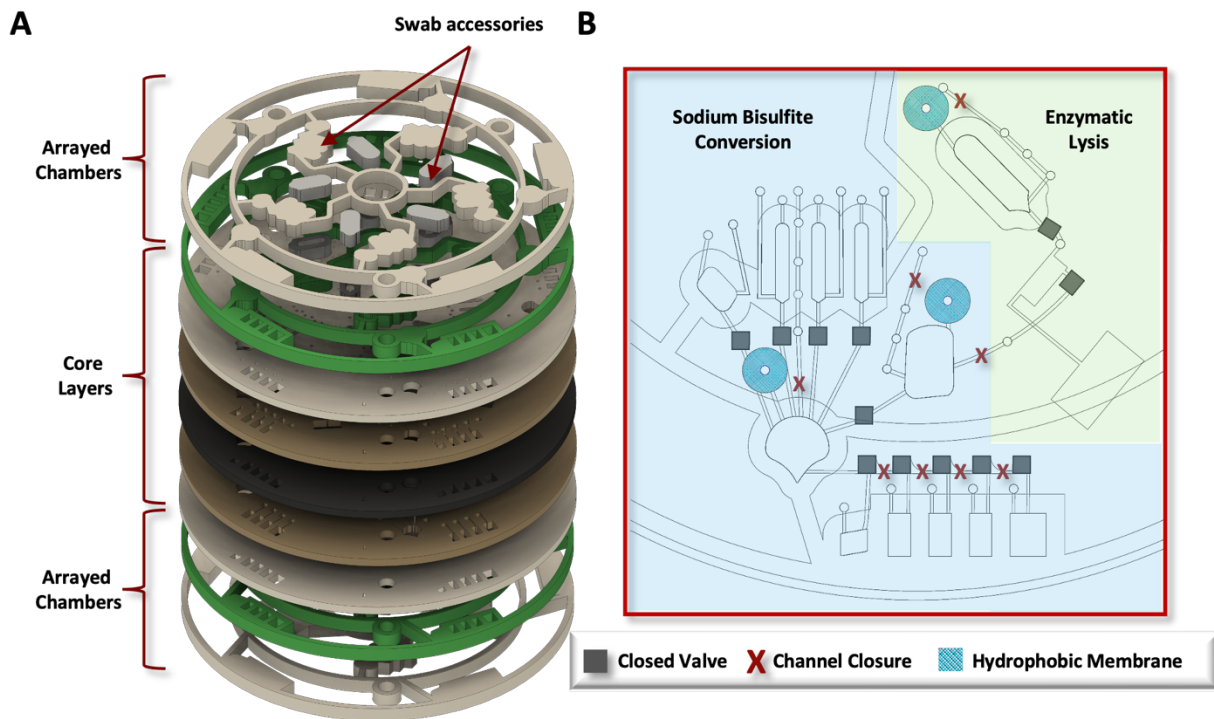 A
Swab accessories
Arrayed
Chambers
Core
Layers
Arrayed
Chambers
B
Sodium Bisulfite
Conversion
Enzymatic
Lysis
X
X
X
X
X X X X
Closed Valve
X Channel Closure
Hydrophobic Membrane